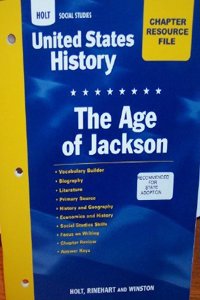 HOLT SOCIAL STUDIES
CHAPTER
RESOURCE
FILE
United States
History
The Age
of Jackson
• Vocabulary Builder
• Biography
• Literature
• Primary Source
• History and Geography
• Economics and History
• Social Studies Skills
• Focus on Writing
• Chapter Review
• Answer Keys
RECOMMENDED
FOR
STATE
ADOPTION
HOLT, RINEHART AND WINSTON